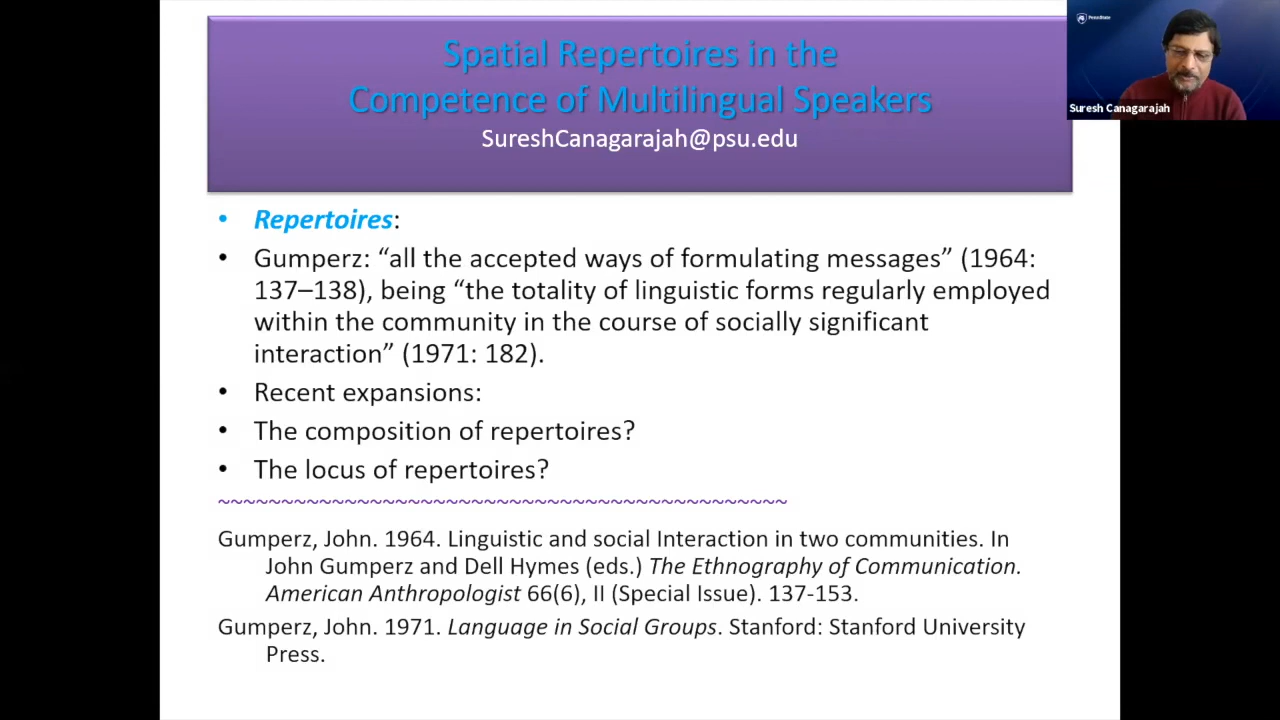 Spatial Repertoires in the
Competence of Multilingual Speakers
SureshCanagarajah@psu.edu
PennState
Suresh Canagarajah
• Repertoires:
• Gumperz: “all the accepted ways of formulating messages” (1964:
137–138), being “the totality of linguistic forms regularly employed
within the community in the course of socially significant
interaction” (1971: 182).
• Recent expansions:
• The composition of repertoires?
• The locus of repertoires?
~~~~~~~~~~~~~~~~~~~~~~~~~~~~~~~~~~~~~~~~~~~~~
Gumperz, John. 1964. Linguistic and social Interaction in two communities. In
John Gumperz and Dell Hymes (eds.) The Ethnography of Communication.
American Anthropologist 66(6), II (Special Issue). 137-153.
Gumperz, John. 1971. Language in Social Groups. Stanford: Stanford University
Press.